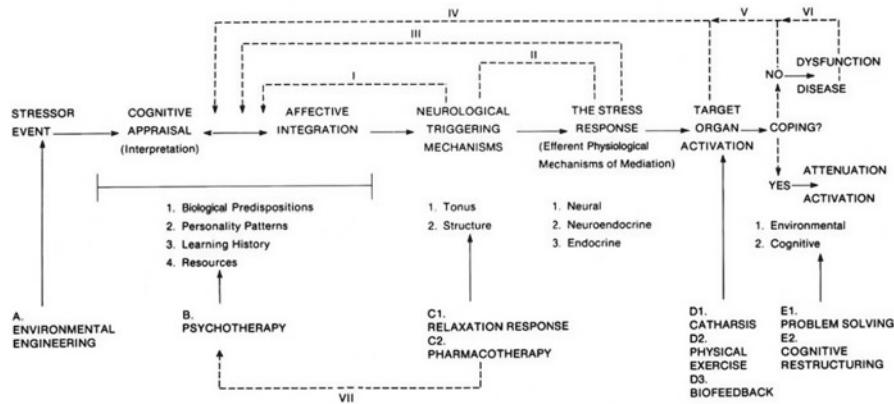 IV
V
VI
III
II
I
DYSFUNCTION
NO
DISEASE
STRESSOR
EVENT
COGNITIVE
APPRAISAL
(Interpretation)
AFFECTIVE
INTEGRATION
NEUROLOGICAL
TRIGGERING
MECHANISMS
THE STRESS
RESPONSE
(Efferent Physiological
Mechanisms of Mediation)
TARGET
ORGAN
ACTIVATION
COPING?
YES
ATTENUATION
ACTIVATION
1. Biological Predispositions
2. Personality Patterns
3. Learning History
4. Resources
1. Tonus
2. Structure
1. Neural
2. Neuroendocrine
3. Endocrine
1. Environmental
2. Cognitive
A.
ENVIRONMENTAL
ENGINEERING
B.
PSYCHOTHERAPY
C1.
RELAXATION RESPONSE
C2.
PHARMACOTHERAPY
D1.
CATHARSIS
D2.
PHYSICAL
EXERCISE
D3.
BIOFEEDBACK
E1.
PROBLEM SOLVING
E2.
COGNITIVE
RESTRUCTURING
VII